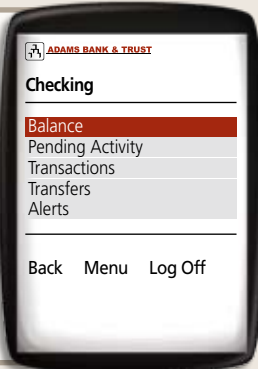 ADAMS BANK & TRUST
Checking
Balance
Pending Activity
Transactions
Transfers
Alerts
Back Menu Log Off